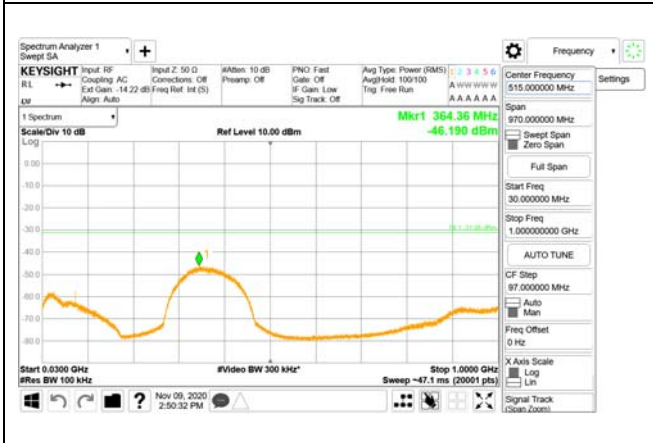 Spectrum Analyzer 1
Swept SA
+
Frequency
KEYSIGHT
Input: RF
Coupling: AC
Ext Gain: -14.22 dB
Align: Auto
Input Z: 50 Ω
Corrections: Off
Freq Ref: Int (S)
#Atten: 10 dB
Preamp: Off
PNO: Fast
Gate: Off
IF Gain: Low
Sig Track: Off
Avg Type: Power (RMS)
Avg|Hold: 100/100
Trig: Free Run
1 2 3 4 5 6
A W W W W W
A A A A A A
RL
1 Spectrum
Scale/Div 10 dB
Log
Ref Level 10.00 dBm
Mkr1 364.36 MHz
-46.190 dBm
0.00
-10.0
-20.0
-30.0
-40.0
-50.0
-60.0
-70.0
-80.0
1
Start 0.0300 GHz
#Res BW 100 kHz
#Video BW 300 kHz*
Stop 1.0000 GHz
Sweep ~47.1 ms (20001 pts)
Nov 09, 2020
2:50:32 PM
Center Frequency
515.000000 MHz
Settings
Span
970.000000 MHz
Swept Span
Zero Span
Full Span
Start Freq
30.000000 MHz
Stop Freq
1.000000000 GHz
AUTO TUNE
CF Step
97.000000 MHz
Auto
Man
Freq Offset
0 Hz
X Axis Scale
Log
Lin
Signal Track
(Span Zoom)